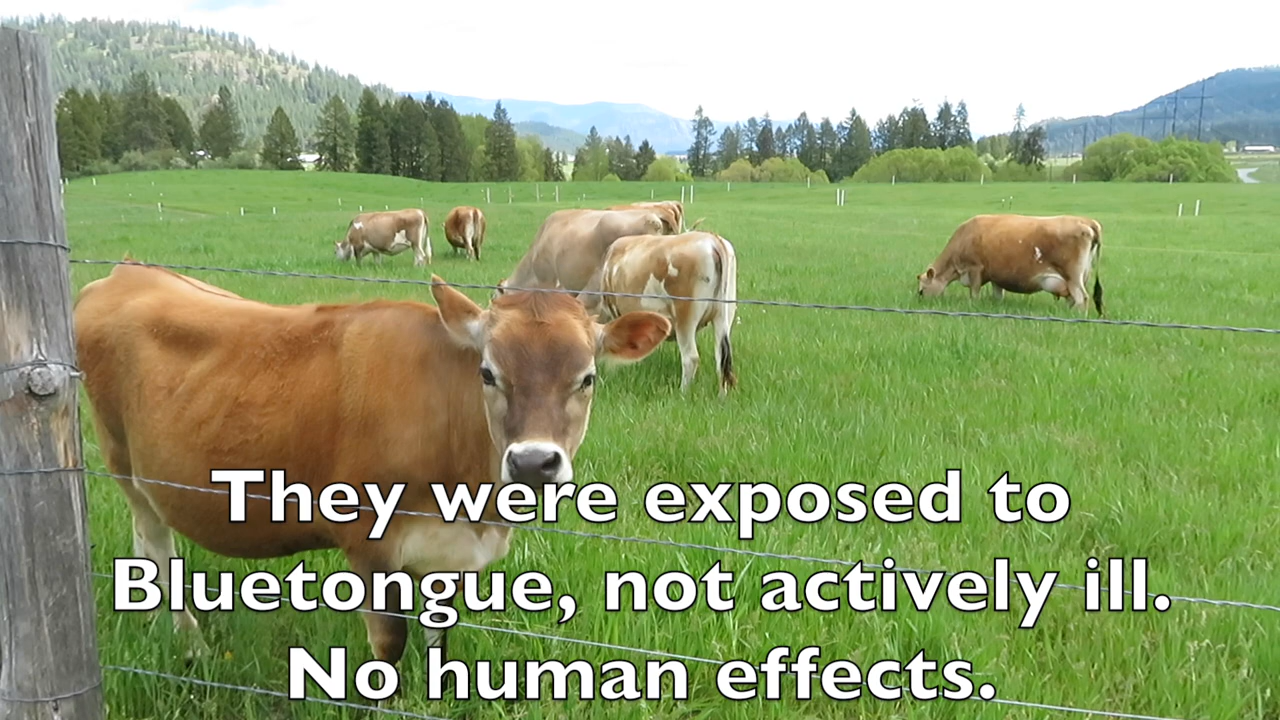 They were exposed to
Bluetongue, not actively ill.
No human effects.